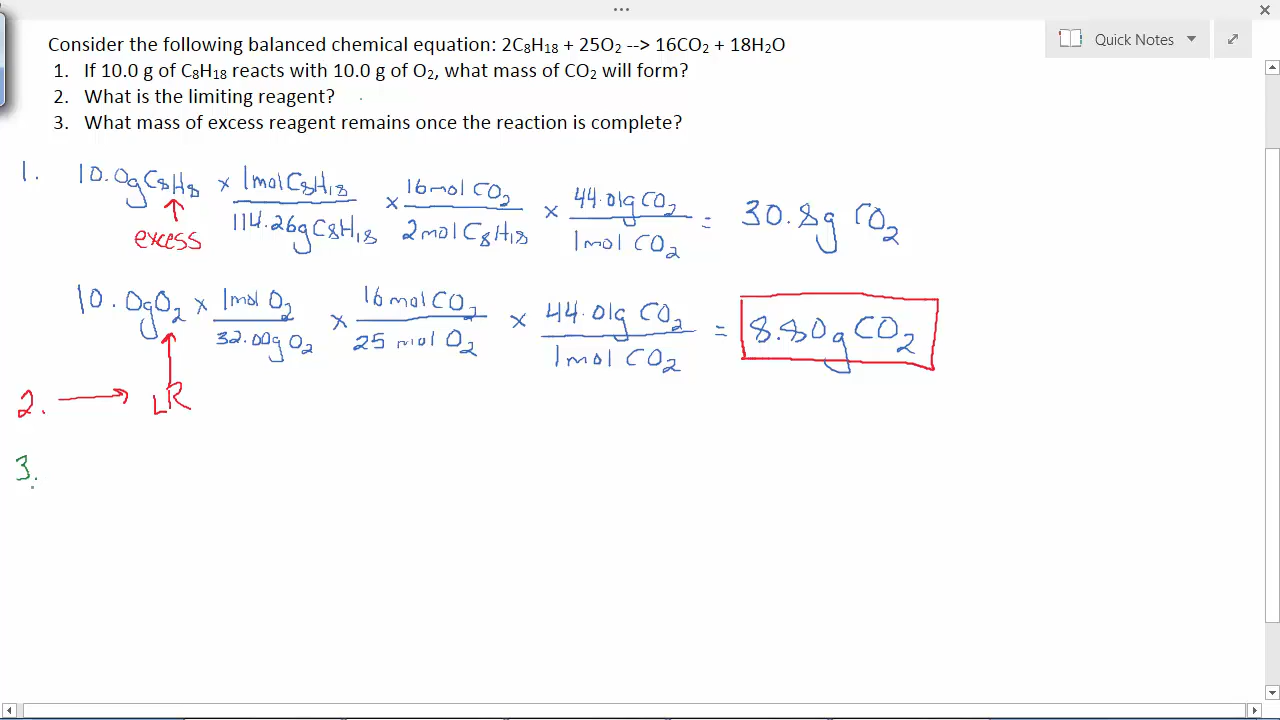 ...
Quick Notes
Consider the following balanced chemical equation: 2C₈H₁₈ + 25O₂ --> 16CO₂ + 18H₂O
1. If 10.0 g of C₈H₁₈ reacts with 10.0 g of O₂, what mass of CO₂ will form?
2. What is the limiting reagent?
3. What mass of excess reagent remains once the reaction is complete?
1. 10.0g C₈H₈ × 1mol C₈H₁₈ / 114.26g C₈H₁₈ × 16mol CO₂ / 2mol C₈H₁₈ × 44.01g CO₂ / 1mol CO₂ = 30.8g CO₂
excess
10.0g O₂ × 1mol O₂ / 32.00g O₂ × 16mol CO₂ / 25 mol O₂ × 44.01g CO₂ / 1mol CO₂ = 8.80g CO₂
2. → LR
3.